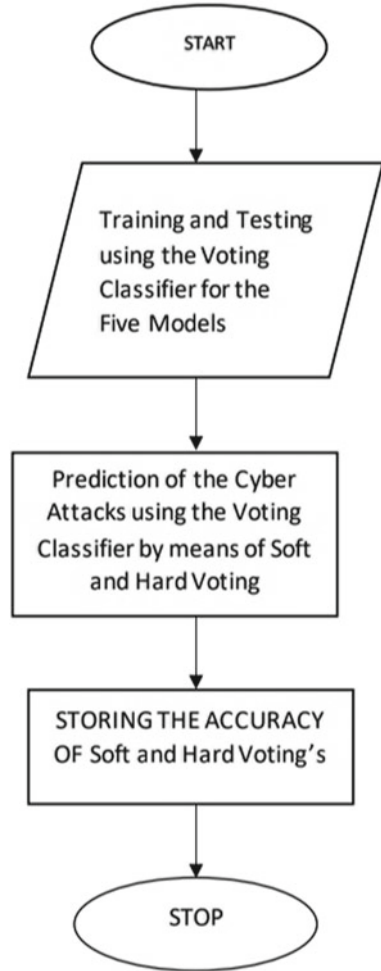 START
Training and Testing
using the Voting
Classifier for the
Five Models
Prediction of the Cyber
Attacks using the Voting
Classifier by means of Soft
and Hard Voting
STORING THE ACCURACY
OF Soft and Hard Voting's
STOP